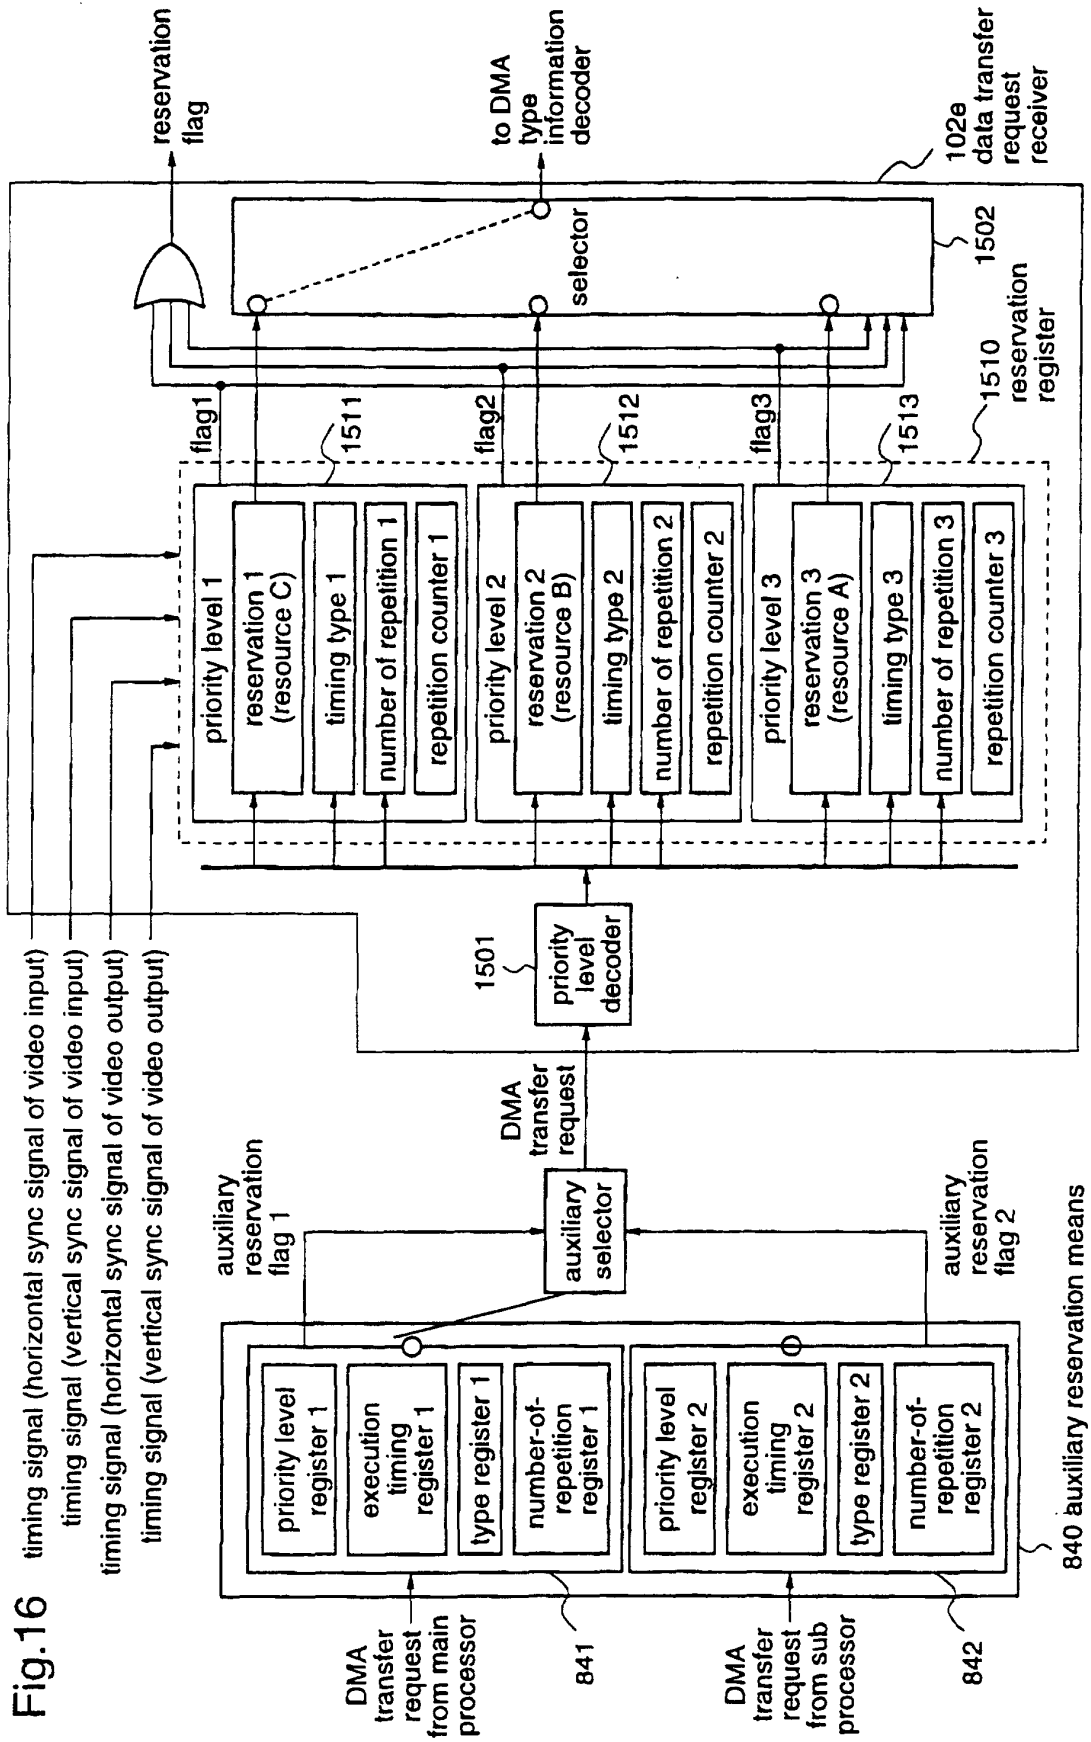 Fig.16
timing signal (horizontal sync signal of video input)
timing signal (vertical sync signal of video input)
timing signal (horizontal sync signal of video output)
timing signal (vertical sync signal of video output)
DMA
transfer
request
from main
processor
841
DMA
transfer
request
from sub
processor
842
priority level
register 1
execution
timing
register 1
type register 1
number-of-
repetition
register 1
priority level
register 2
execution
timing
register 2
type register 2
number-of-
repetition
register 2
840 auxiliary reservation means
auxiliary
reservation
flag 1
auxiliary
selector
auxiliary
reservation
flag 2
DMA
transfer
request
1501
priority
level
decoder
priority level 1
reservation 1
(resource C)
timing type 1
number of repetition 1
repetition counter 1
priority level 2
reservation 2
(resource B)
timing type 2
number of repetition 2
repetition counter 2
priority level 3
reservation 3
(resource A)
timing type 3
number of repetition 3
repetition counter 3
flag1
1511
flag2
1512
flag3
1513
1510
reservation
register
selector
1502
reservation
flag
to DMA
type
information
decoder
102e
data transfer
request
receiver